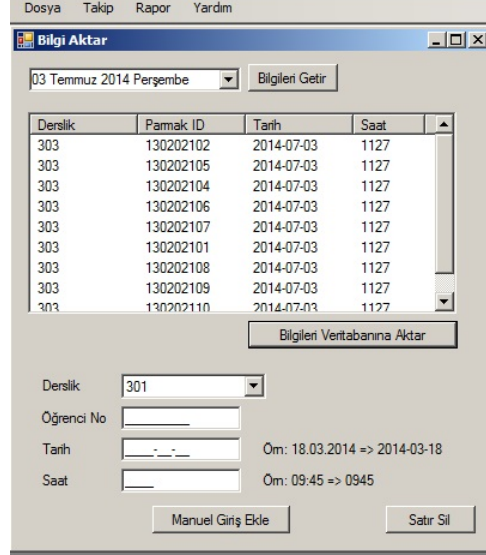 Dosya Takip Rapor Yardım
Bilgi Aktar
03 Temmuz 2014 Perşembe Bilgileri Getir
Derslik Parmak ID Tarih Saat
303 130202102 2014-07-03 1127
303 130202105 2014-07-03 1127
303 130202104 2014-07-03 1127
303 130202106 2014-07-03 1127
303 130202107 2014-07-03 1127
303 130202101 2014-07-03 1127
303 130202108 2014-07-03 1127
303 130202109 2014-07-03 1127
303 130202110 2014-07-03 1127
Bilgileri Veritabanına Aktar
Derslik 301
Öğrenci No _________
Tarih ____-__-__ Örn: 18.03.2014 => 2014-03-18
Saat ____ Örn: 09:45 => 0945
Manuel Giriş Ekle Satır Sil